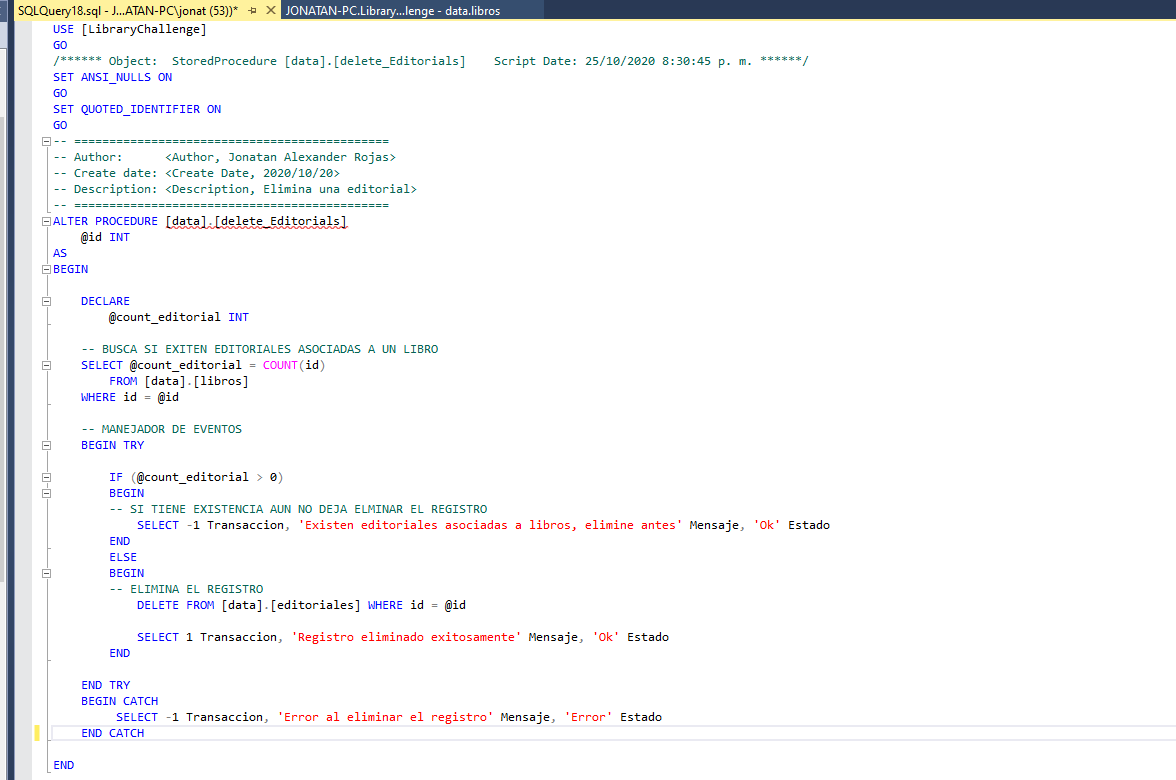 SQLQuery18.sql - J...ATAN-PC\jonat (53))* JONATAN-PC.Library...lenge - data.libros
USE [LibraryChallenge]
GO
/****** Object:  StoredProcedure [data].[delete_Editorials]    Script Date: 25/10/2020 8:30:45 p. m. ******/
SET ANSI_NULLS ON
GO
SET QUOTED_IDENTIFIER ON
GO
-- =============================================
-- Author:      <Author, Jonatan Alexander Rojas>
-- Create date: <Create Date, 2020/10/20>
-- Description: <Description, Elimina una editorial>
-- =============================================
ALTER PROCEDURE [data].[delete_Editorials]
    @id INT
AS
BEGIN
    DECLARE
        @count_editorial INT
    -- BUSCA SI EXITEN EDITORIALES ASOCIADAS A UN LIBRO
    SELECT @count_editorial = COUNT(id)
        FROM [data].[libros]
    WHERE id = @id
    -- MANEJADOR DE EVENTOS
    BEGIN TRY
        IF (@count_editorial > 0)
        BEGIN
        -- SI TIENE EXISTENCIA AUN NO DEJA ELMINAR EL REGISTRO
            SELECT -1 Transaccion, 'Existen editoriales asociadas a libros, elimine antes' Mensaje, 'Ok' Estado
        END
        ELSE
        BEGIN
        -- ELIMINA EL REGISTRO
            DELETE FROM [data].[editoriales] WHERE id = @id
            SELECT 1 Transaccion, 'Registro eliminado exitosamente' Mensaje, 'Ok' Estado
        END
    END TRY
    BEGIN CATCH
         SELECT -1 Transaccion, 'Error al eliminar el registro' Mensaje, 'Error' Estado
    END CATCH
END